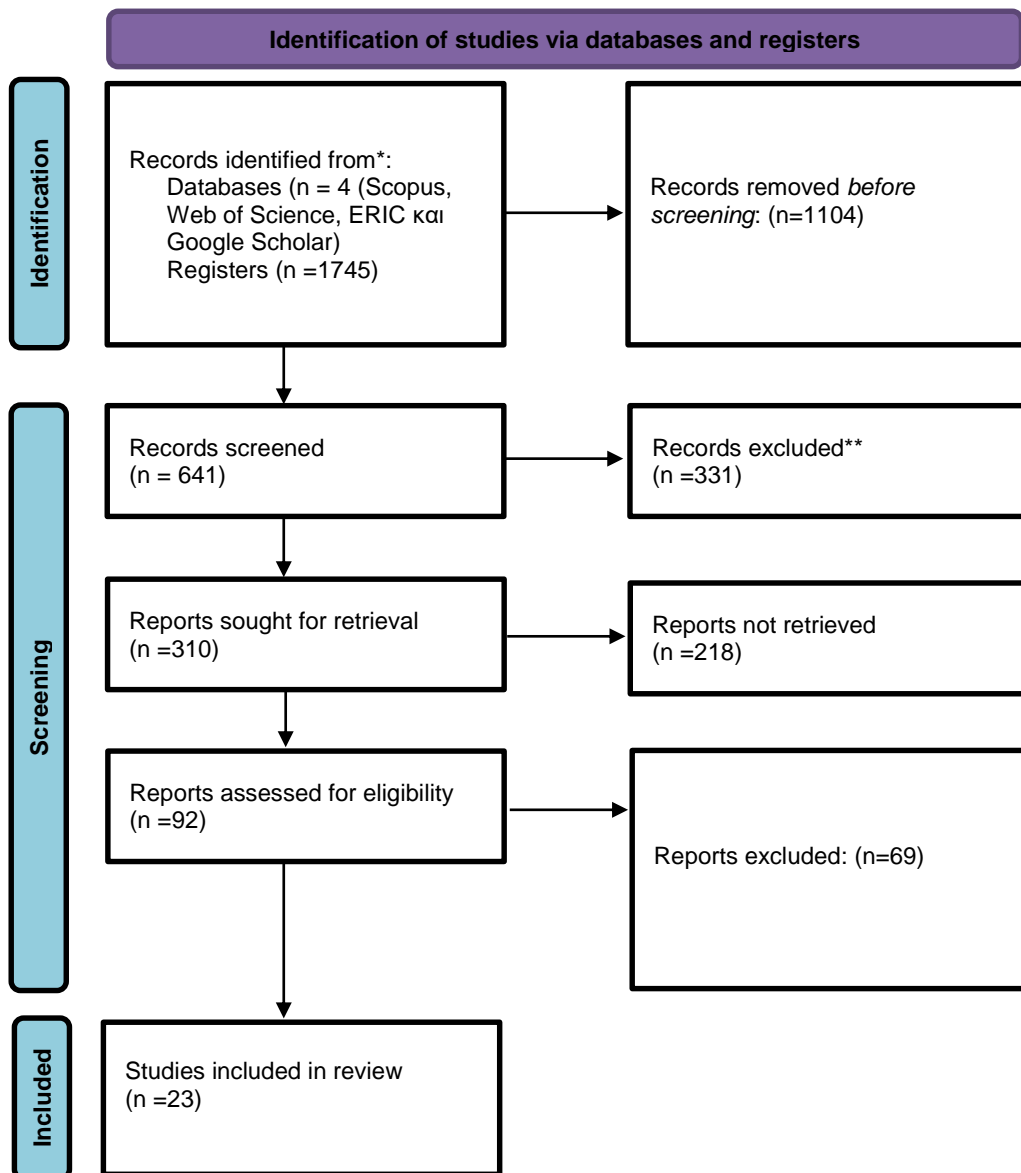 Identification of studies via databases and registers
Identification
Records identified from*:
Databases (n = 4 (Scopus,
Web of Science, ERIC και
Google Scholar)
Registers (n =1745)
Records removed before
screening: (n=1104)
Screening
Records screened
(n = 641)
Records excluded**
(n =331)
Reports sought for retrieval
(n =310)
Reports not retrieved
(n =218)
Reports assessed for eligibility
(n =92)
Reports excluded: (n=69)
Included
Studies included in review
(n =23)